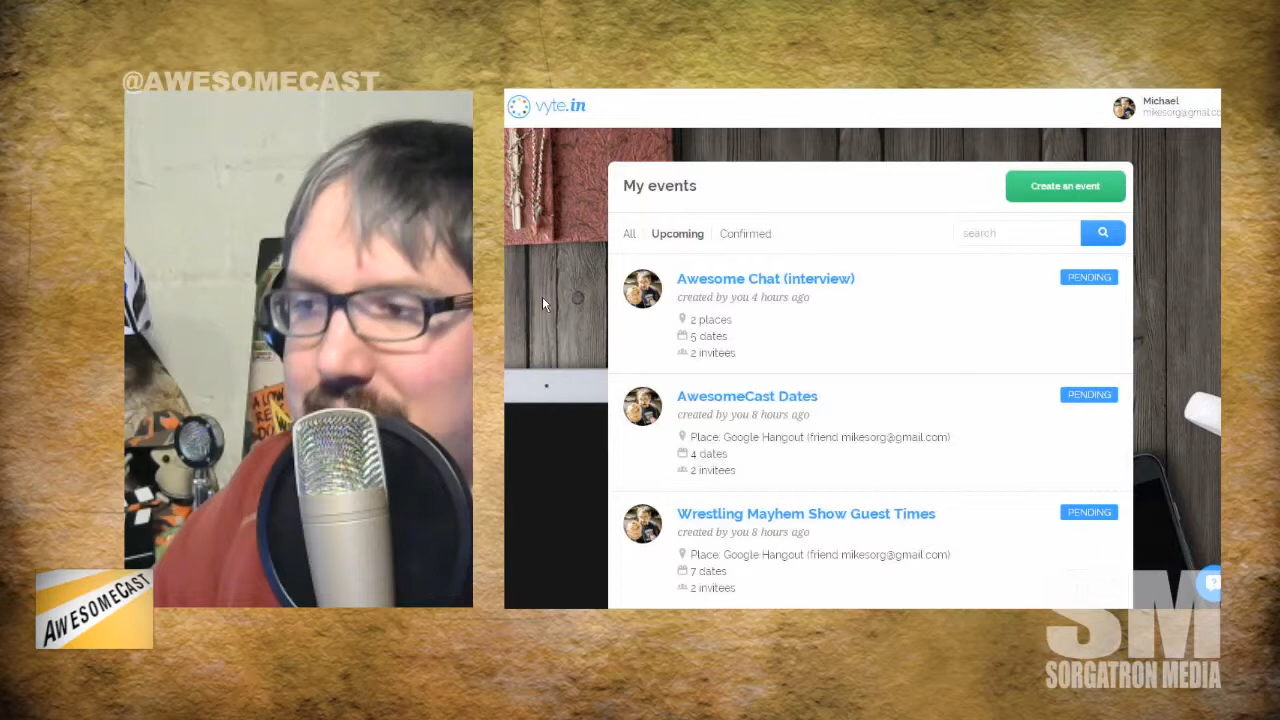 @AWESOMECAST
vyte.in
Michael
mikesorg@gmail.co
My events
Create an event
All
Upcoming
Confirmed
search
Awesome Chat (interview)
PENDING
created by you 4 hours ago
2 places
5 dates
2 invitees
AwesomeCast Dates
PENDING
created by you 8 hours ago
Place: Google Hangout (friend mikesorg@gmail.com)
4 dates
2 invitees
Wrestling Mayhem Show Guest Times
PENDING
created by you 8 hours ago
Place: Google Hangout (friend mikesorg@gmail.com)
7 dates
2 invitees
?
AWESOMECAST
SM
SORGATRON MEDIA